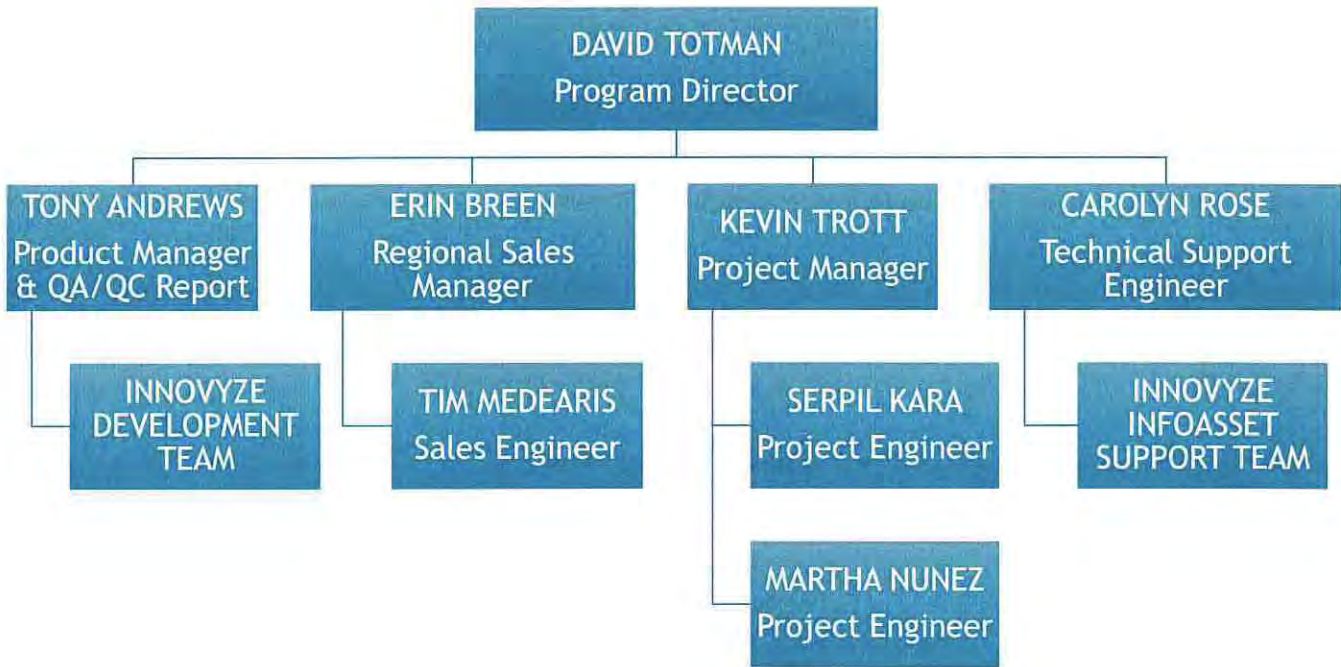 DAVID TOTMAN
Program Director
TONY ANDREWS
Product Manager
& QA/QC Report
ERIN BREEN
Regional Sales
Manager
KEVIN TROTT
Project Manager
CAROLYN ROSE
Technical Support
Engineer
INNOVYZE
DEVELOPMENT
TEAM
TIM MEDEARIS
Sales Engineer
SERPIL KARA
Project Engineer
INNOVYZE
INFOASSET
SUPPORT TEAM
MARTHA NUNEZ
Project Engineer